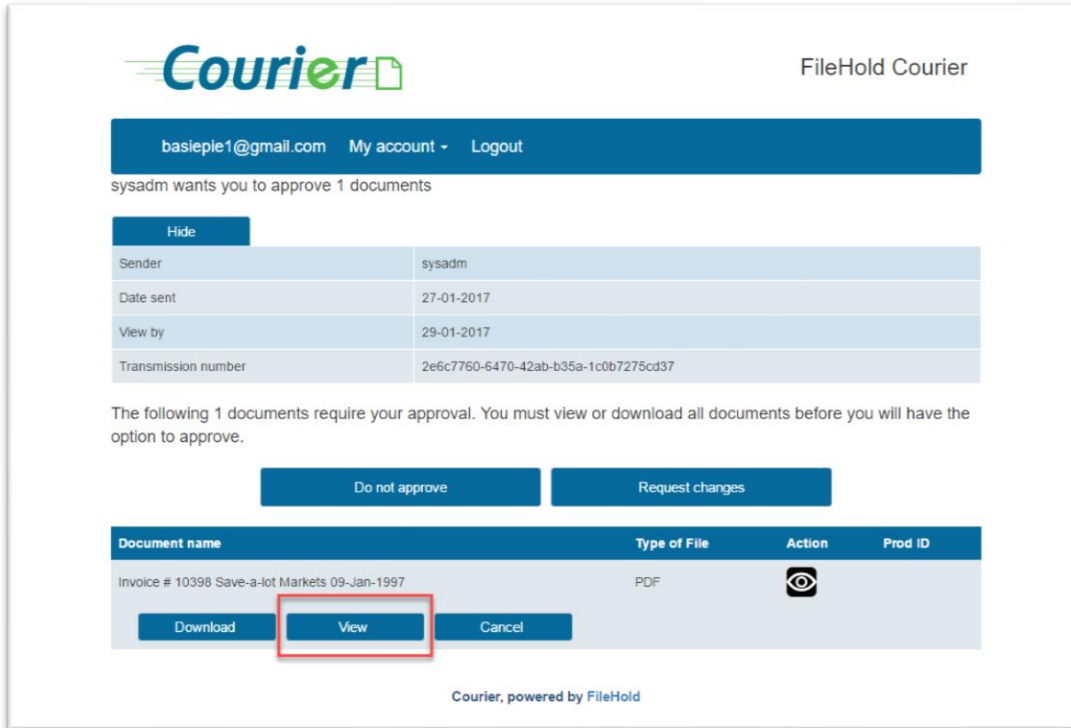 Courier
FileHold Courier
basiepie1@gmail.com My account Logout
sysadm wants you to approve 1 documents
Hide
Sender sysadm
Date sent 27-01-2017
View by 29-01-2017
Transmission number 2e6c7760-6470-42ab-b35a-1c0b7275cd37
The following 1 documents require your approval. You must view or download all documents before you will have the
option to approve.
Do not approve Request changes
Document name Type of File Action Prod ID
Invoice # 10398 Save-a-lot Markets 09-Jan-1997 PDF
Download View Cancel
Courier, powered by FileHold